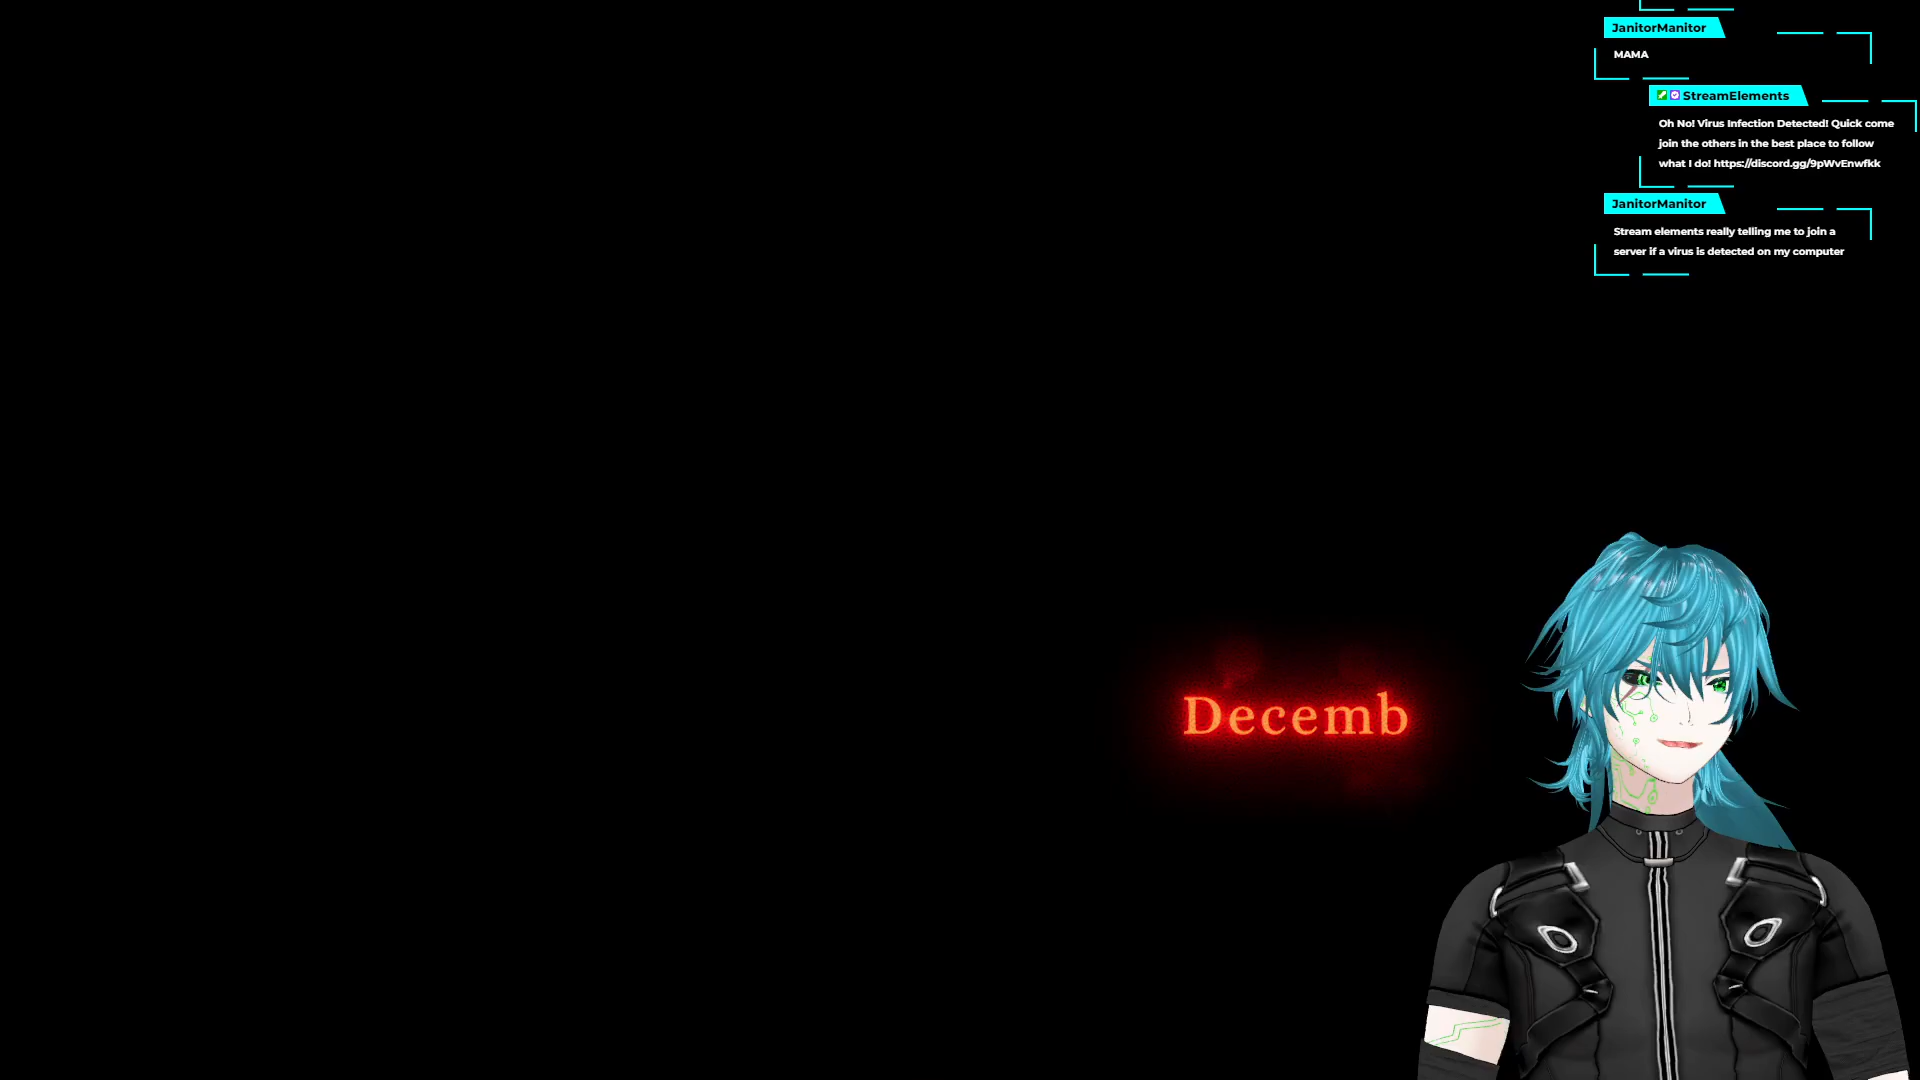 JanitorManitor
MAMA
StreamElements
Oh No! Virus Infection Detected! Quick come
join the others in the best place to follow
what I do! https://discord.gg/9pWvEnwfkk
JanitorManitor
Stream elements really telling me to join a
server if a virus is detected on my computer
Decemb